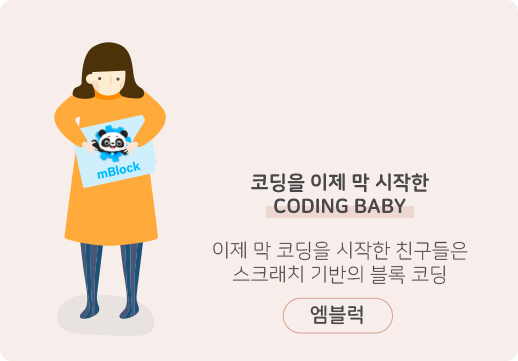 mBlock
코딩을 이제 막 시작한
CODING BABY
이제 막 코딩을 시작한 친구들은
스크래치 기반의 블록 코딩
엠블럭